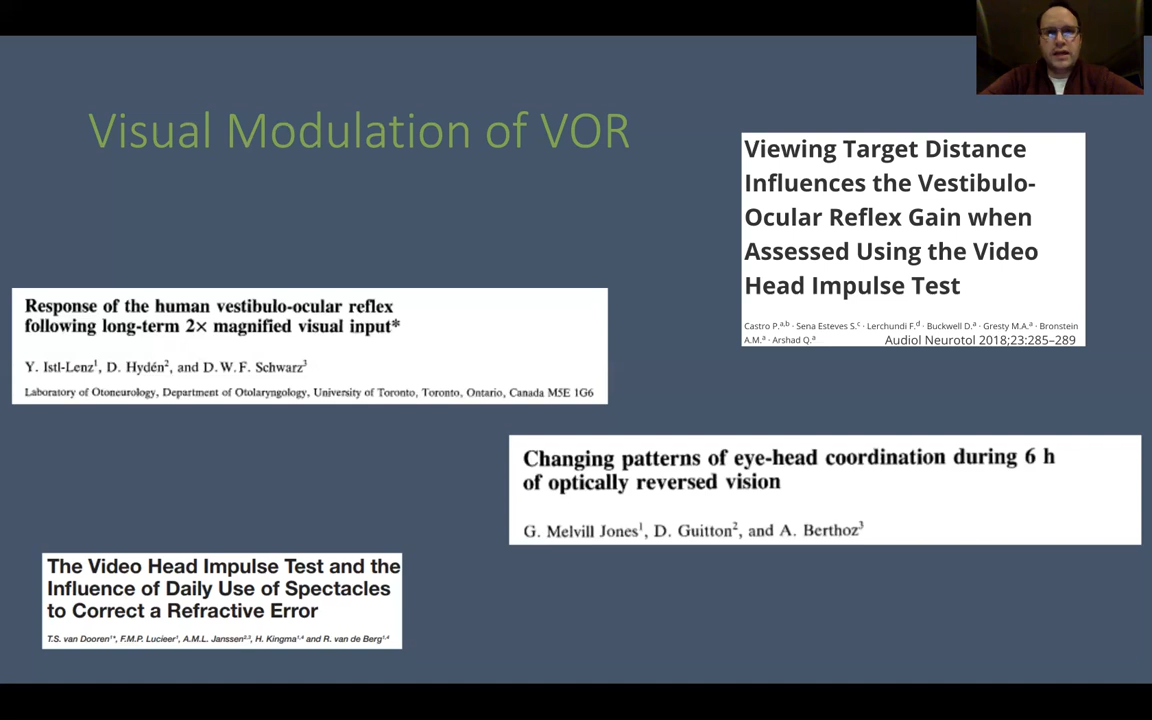 Visual Modulation of VOR
Viewing Target Distance
Influences the Vestibulo-
Ocular Reflex Gain when
Assessed Using the Video
Head Impulse Test
Castro P.a,b · Sena Esteves S.c · Lerchundi F.d · Buckwell D.a · Gresty M.A.a · Bronstein
A.M.a · Arshad Q.a Audiol Neurotol 2018;23:285–289
Response of the human vestibulo-ocular reflex
following long-term 2× magnified visual input*
Y. Istl-Lenz1, D. Hydén2, and D.W.F. Schwarz3
Laboratory of Otoneurology, Department of Otolaryngology, University of Toronto, Toronto, Ontario, Canada M5E 1G6
Changing patterns of eye-head coordination during 6 h
of optically reversed vision
G. Melvill Jones1, D. Guitton2, and A. Berthoz3
The Video Head Impulse Test and the
Influence of Daily Use of Spectacles
to Correct a Refractive Error
T.S. van Dooren1*, F.M.P. Lucieer1, A.M.L. Janssen2,3, H. Kingma1,4 and R. van de Berg1,4